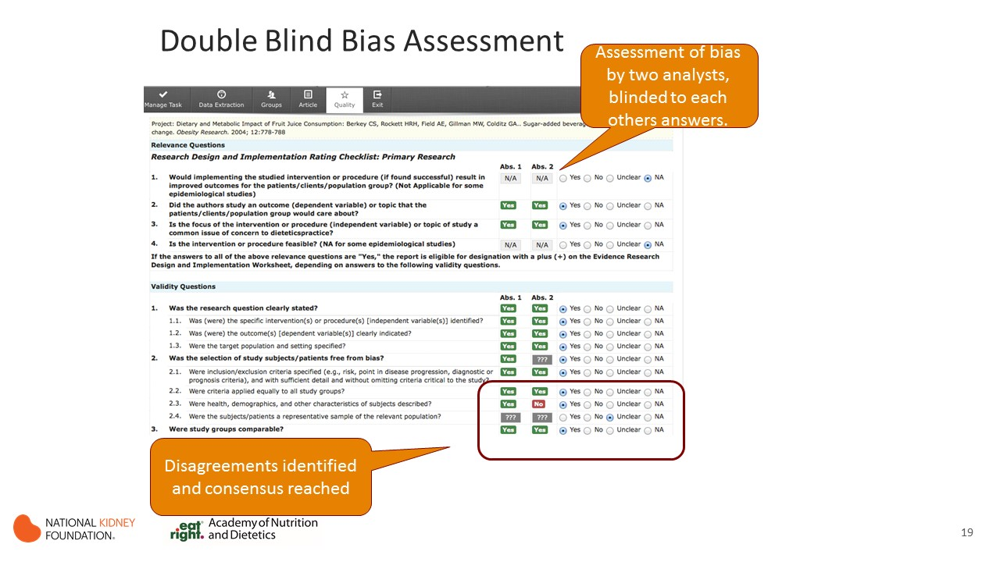 Double Blind Bias Assessment
Assessment of bias
by two analysts,
blinded to each
others answers.
Manage Task
Data Extraction
Groups
Article
Quality
Exit
Project: Dietary and Metabolic Impact of Fruit Juice Consumption: Berkey CS, Rockett HRH, Field AE, Gillman MW, Colditz GA.. Sugar-added
change. Obesity Research. 2004; 12:778-788
Relevance Questions
Research Design and Implementation Rating Checklist: Primary Research
Abs. 1 Abs. 2
1. Would implementing the studied intervention or procedure (if found successful) result in N/A N/A Yes No Unclear NA
improved outcomes for the patients/clients/population group? (Not Applicable for some
epidemiological studies)
2. Did the authors study an outcome (dependent variable) or topic that the Yes Yes Yes No Unclear NA
patients/clients/population group would care about?
3. Is the focus of the intervention or procedure (independent variable) or topic of study a Yes Yes Yes No Unclear NA
common issue of concern to dieteticspractice?
4. Is the intervention or procedure feasible? (NA for some epidemiological studies) N/A N/A Yes No Unclear NA
If the answers to all of the above relevance questions are "Yes," the report is eligible for designation with a plus (+) on the Evidence Research
Design and Implementation Worksheet, depending on answers to the following validity questions.
Validity Questions
Abs. 1 Abs. 2
1. Was the research question clearly stated? Yes Yes Yes No Unclear NA
1.1. Was (were) the specific intervention(s) or procedure(s) [independent variable(s)] identified? Yes Yes Yes No Unclear NA
1.2. Was (were) the outcome(s) [dependent variable(s)] clearly indicated? Yes Yes Yes No Unclear NA
1.3. Were the target population and setting specified? Yes Yes Yes No Unclear NA
2. Was the selection of study subjects/patients free from bias? Yes ??? Yes No Unclear NA
2.1. Were inclusion/exclusion criteria specified (e.g., risk, point in disease progression, diagnostic or Yes Yes Yes No Unclear NA
prognosis criteria), and with sufficient detail and without omitting criteria critical to the study?
2.2. Were criteria applied equally to all study groups? Yes Yes Yes No Unclear NA
2.3. Were health, demographics, and other characteristics of subjects described? Yes No Yes No Unclear NA
2.4. Were the subjects/patients a representative sample of the relevant population? ??? ??? Yes No Unclear NA
3. Were study groups comparable? Yes Yes Yes No Unclear NA
Disagreements identified
and consensus reached
NATIONAL KIDNEY
FOUNDATION®
eat
right.
Academy of Nutrition
and Dietetics
19